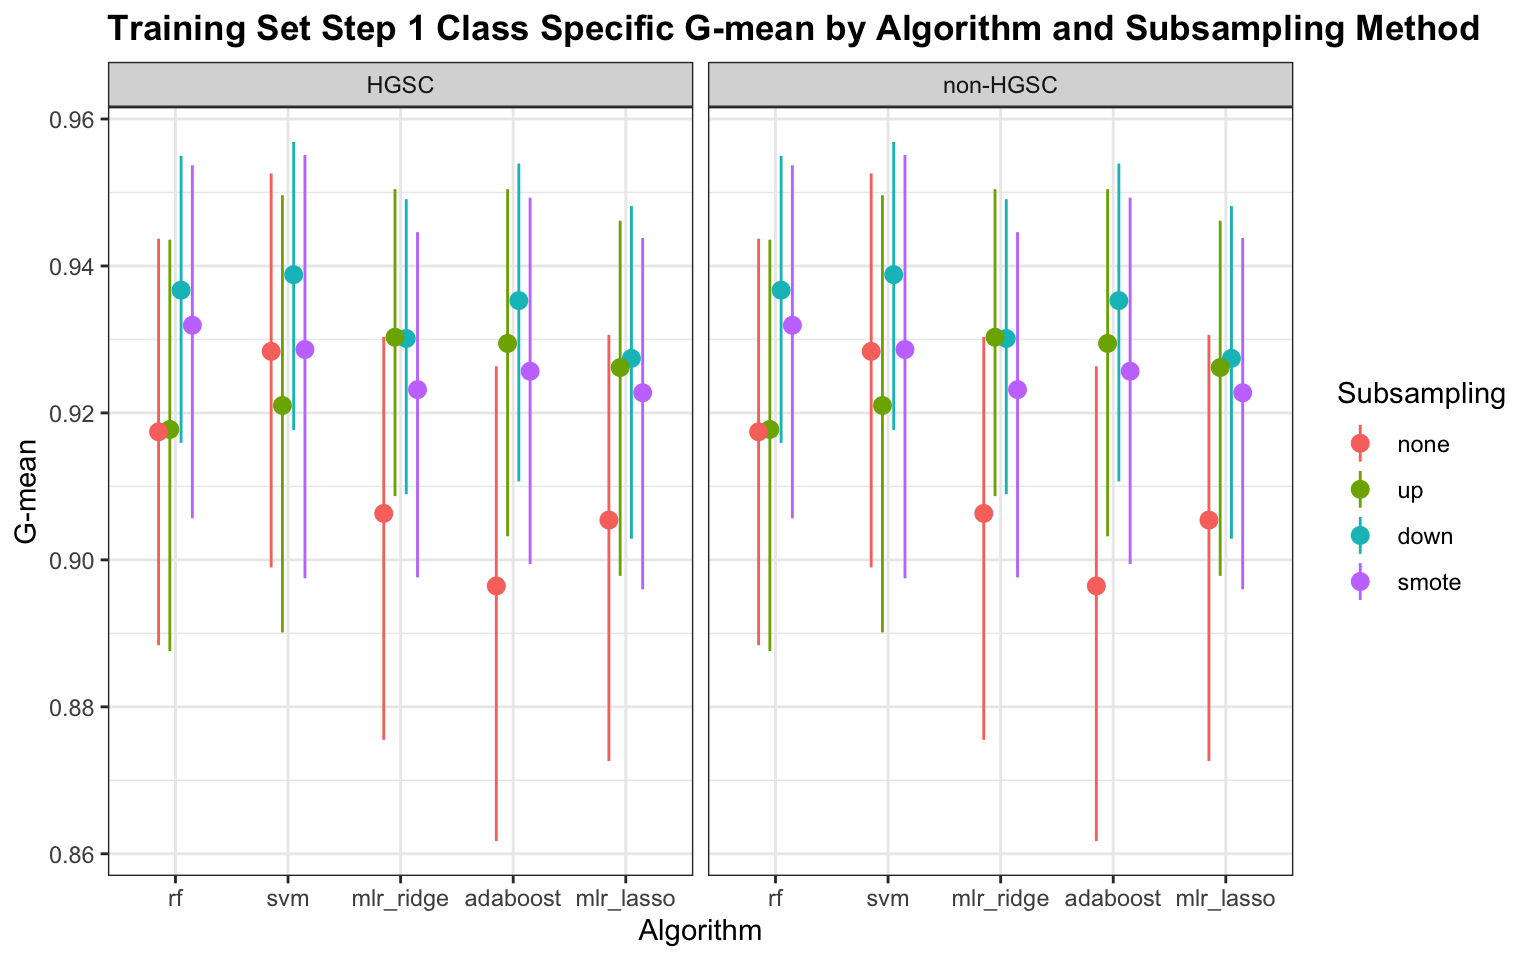 Training Set Step 1 Class Specific G-mean by Algorithm and Subsampling Method
HGSC
non-HGSC
0.96
0.94
0.92
0.90
0.88
0.86
G-mean
rf svm mlr_ridge adaboost mlr_lasso
rf svm mlr_ridge adaboost mlr_lasso
Algorithm
Subsampling
none
up
down
smote